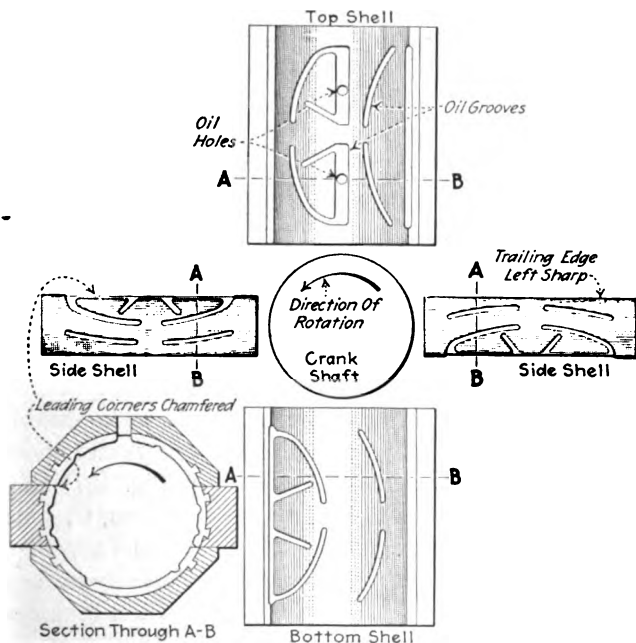 Top Shell
Oil
Holes
Oil Grooves
A
B
A
Side Shell
B
Direction Of
Rotation
Crank
Shaft
Trailing Edge
Left Sharp
A
B
Side Shell
Leading Corners Chamfered
A
B
Section Through A-B
Bottom Shell